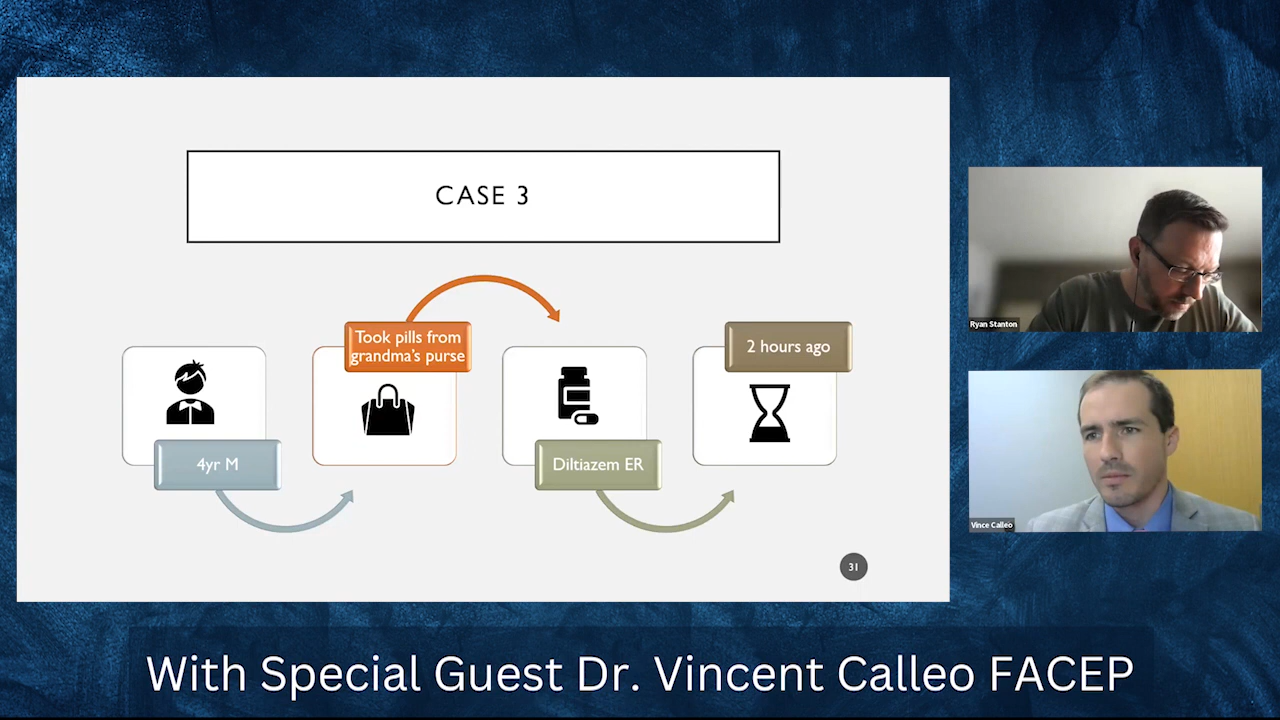 CASE 3
Took pills from
grandma's purse
2 hours ago
4yr M
Diltiazem ER
31
Ryan Stanton
Vince Calleo
With Special Guest Dr. Vincent Calleo FACEP